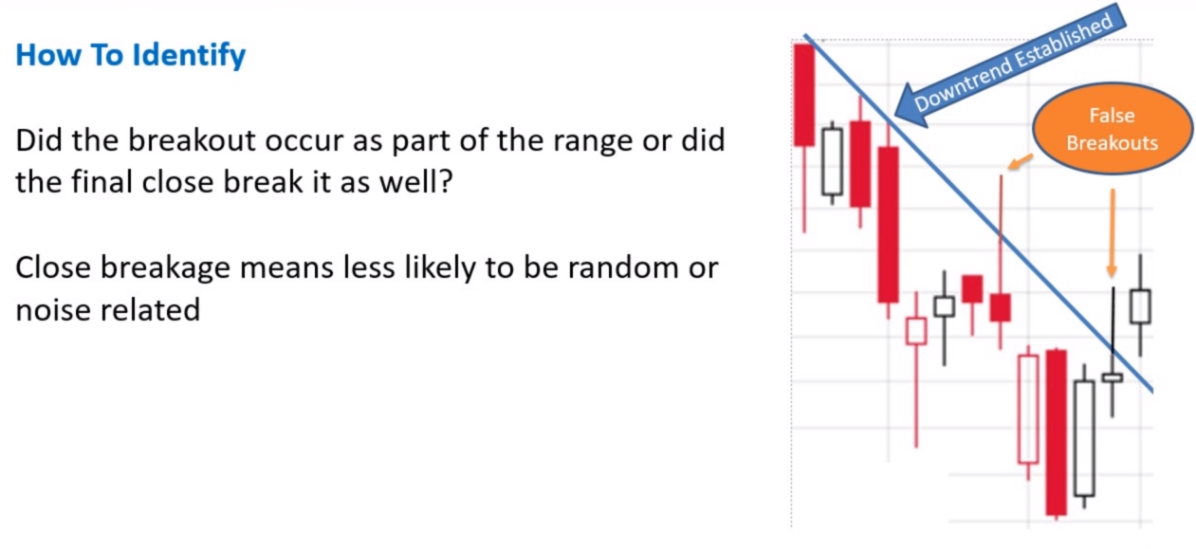 How To Identify
Did the breakout occur as part of the range or did
the final close break it as well?
Close breakage means less likely to be random or
noise related
Downtrend Established
False
Breakouts